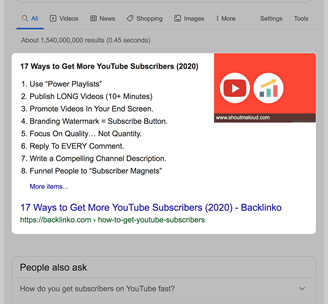 All
Videos
News
Shopping
Images
More
Settings
Tools
About 1,540,000,000 results (0.45 seconds)
17 Ways to Get More YouTube Subscribers (2020)
1. Use “Power Playlists”
2. Publish LONG Videos (10+ Minutes)
3. Promote Videos In Your End Screen.
4. Branding Watermark = Subscribe Button.
5. Focus On Quality… Not Quantity.
6. Reply To EVERY Comment.
7. Write a Compelling Channel Description.
8. Funnel People to “Subscriber Magnets”
More items...
www.shoutmeloud.com
17 Ways to Get More YouTube Subscribers (2020) - Backlinko
https://backlinko.com › how-to-get-youtube-subscribers
People also ask
How do you get subscribers on YouTube fast?